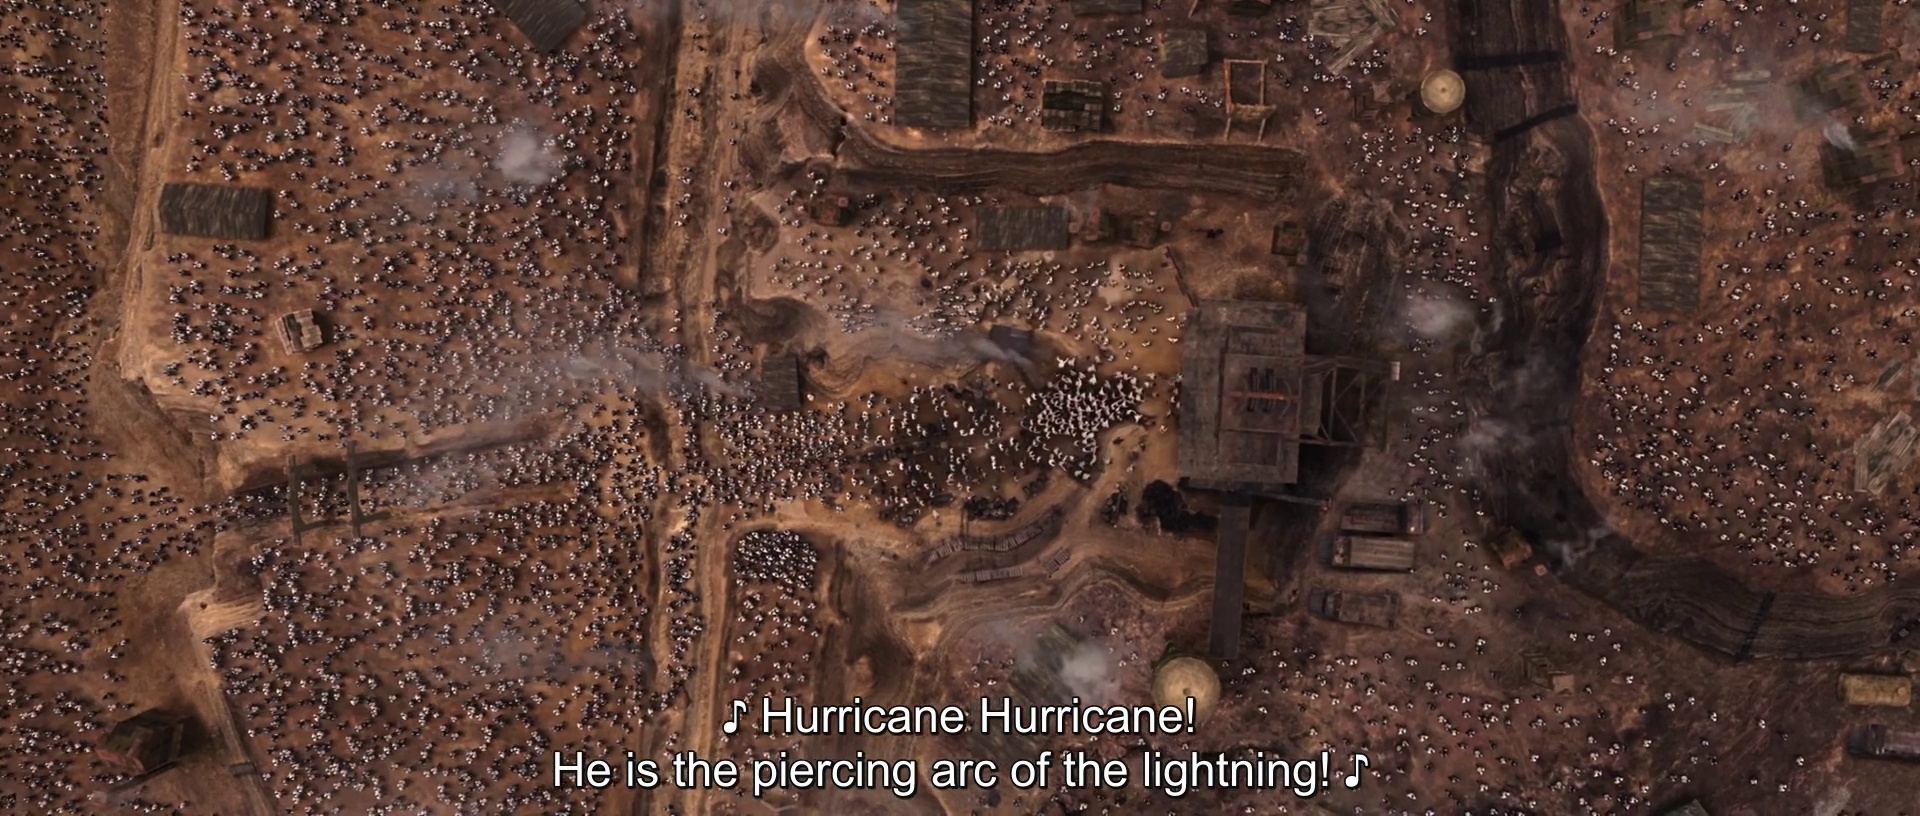 ♪ Hurricane Hurricane!
He is the piercing arc of the lightning! ♪